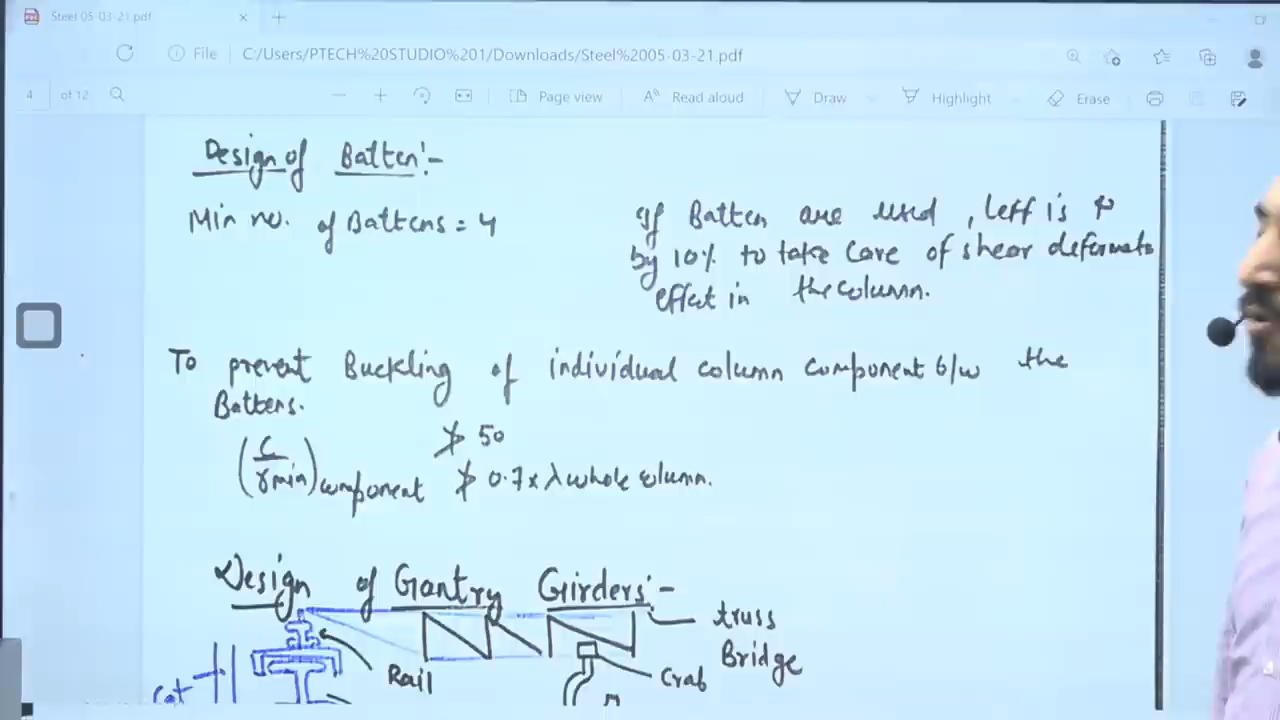 Steel 05-03-21.pdf
File C:/Users/PTECH%20STUDIO%201/Downloads/Steel%2005-03-21.pdf
4 of 12 Page view Read aloud Draw Highlight Erase
Design of Batten:-
Min no. of Battens = 4
If Batten are used, leff is ↑
by 10% to take care of shear deformatn
effect in the column.
To prevent Buckling of individual column component b/w the
Battens.
(C/rmin)component ≯ 50
≯ 0.7 x λ whole column.
Design of Gantry Girders:-
truss
Bridge
Rail
Crab